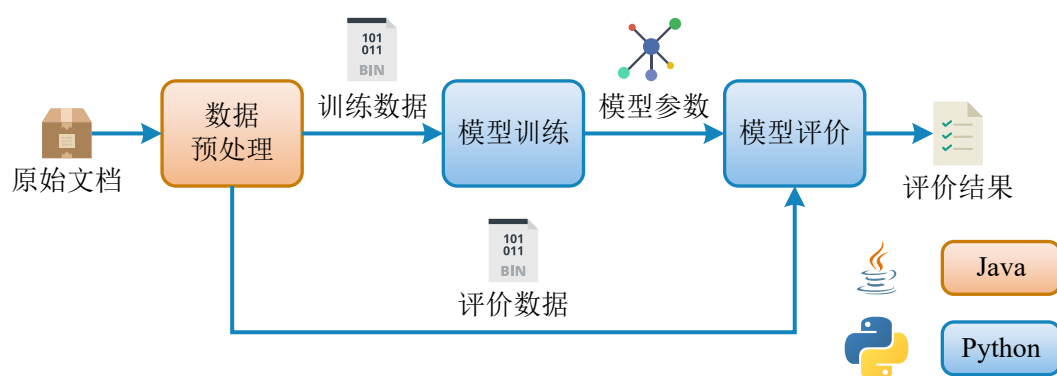 101
011
BIN
训练数据
模型参数
数据
预处理
模型训练
模型评价
原始文档
评价结果
101
011
BIN
评价数据
Java
Python